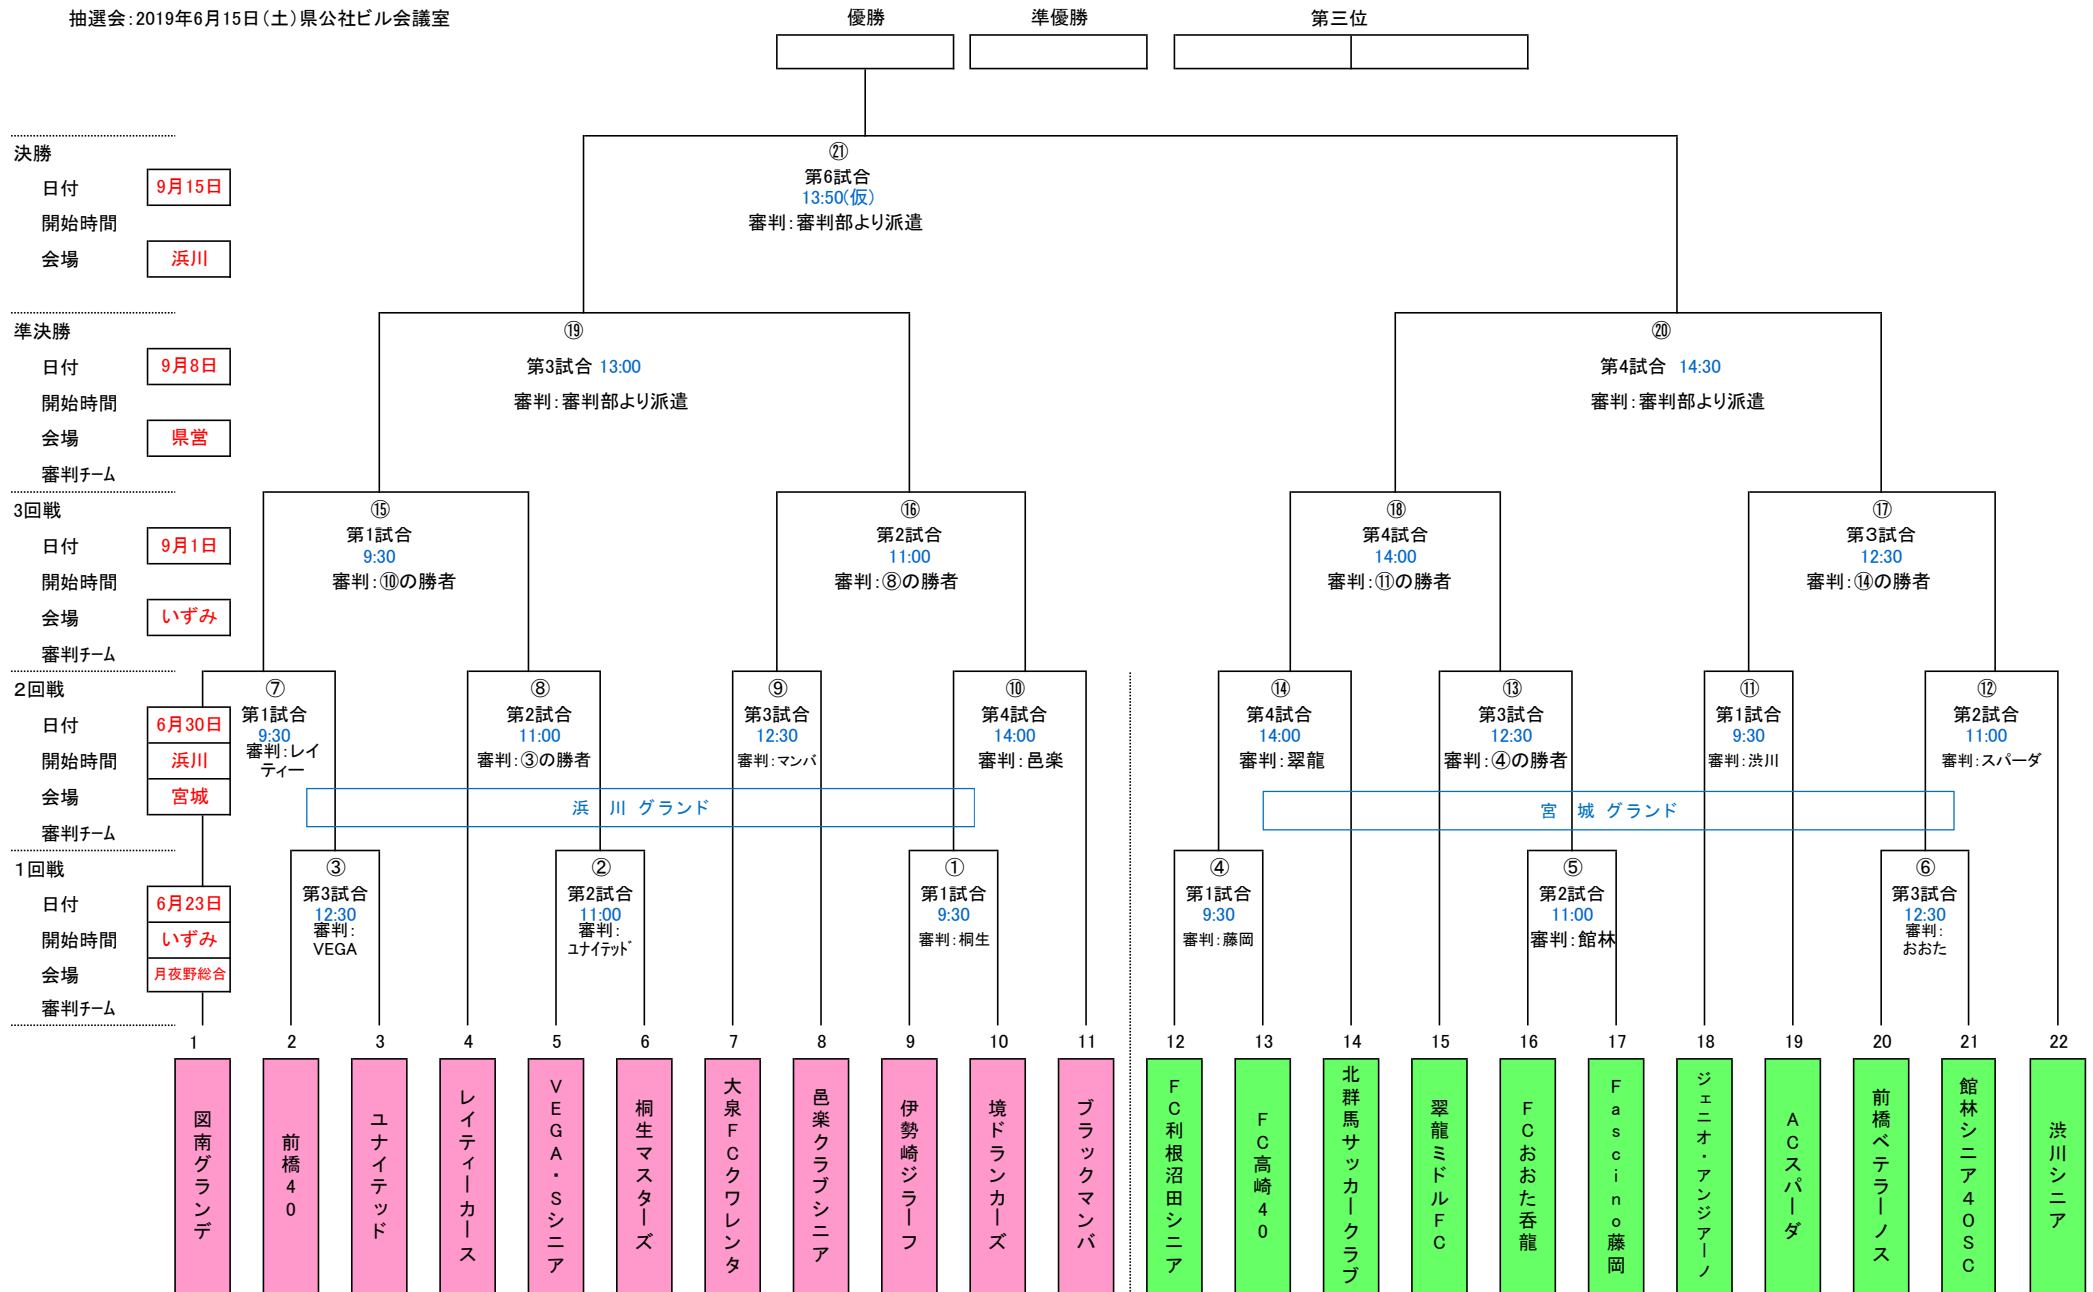 抽選会:2019年6月15日(土)県公社ビル会議室
優勝
準優勝
第三位
決勝
日付
9月15日
開始時間
会場
浜川
㉑
第6試合
13:50(仮)
審判:審判部より派遣
準決勝
日付
9月8日
開始時間
会場
県営
審判チーム
⑲
第3試合 13:00
審判:審判部より派遣
⑳
第4試合 14:30
審判:審判部より派遣
3回戦
日付
9月1日
開始時間
会場
いずみ
審判チーム
⑮
第1試合
9:30
審判:⑩の勝者
⑯
第2試合
11:00
審判:⑧の勝者
⑱
第4試合
14:00
審判:⑪の勝者
⑰
第3試合
12:30
審判:⑭の勝者
2回戦
日付
6月30日
開始時間
浜川
会場
宮城
審判チーム
⑦
第1試合
9:30
審判:レイ
ティー
⑧
第2試合
11:00
審判:③の勝者
⑨
第3試合
12:30
審判:マンバ
⑩
第4試合
14:00
審判:邑楽
⑭
第4試合
14:00
審判:翠龍
⑬
第3試合
12:30
審判:④の勝者
⑪
第1試合
9:30
審判:渋川
⑫
第2試合
11:00
審判:スパーダ
浜 川 グランド
宮 城 グランド
1回戦
日付
6月23日
開始時間
いずみ
会場
月夜野総合
審判チーム
③
第3試合
12:30
審判:
VEGA
②
第2試合
11:00
審判:
ユナイテッド
①
第1試合
9:30
審判:桐生
④
第1試合
9:30
審判:藤岡
⑤
第2試合
11:00
審判:館林
⑥
第3試合
12:30
審判:
おおた
1 2 3 4 5 6 7 8 9 10 11 12 13 14 15 16 17 18 19 20 21 22
図南グランデ
前橋40
ユナイテッド
レイティーカース
VEGA・Sシニア
桐生マスターズ
大泉FCクワレンタ
邑楽クラブシニア
伊勢崎ジラーフ
境ドランカーズ
ブラックマンバ
FC利根沼田シニア
FC高崎40
北群馬サッカークラブ
翠龍ミドルFC
FCおおた呑龍
Fascino藤岡
ジェニオ・アンジアーノ
ACスパーダ
前橋ベテラーノス
館林シニア40SC
渋川シニア